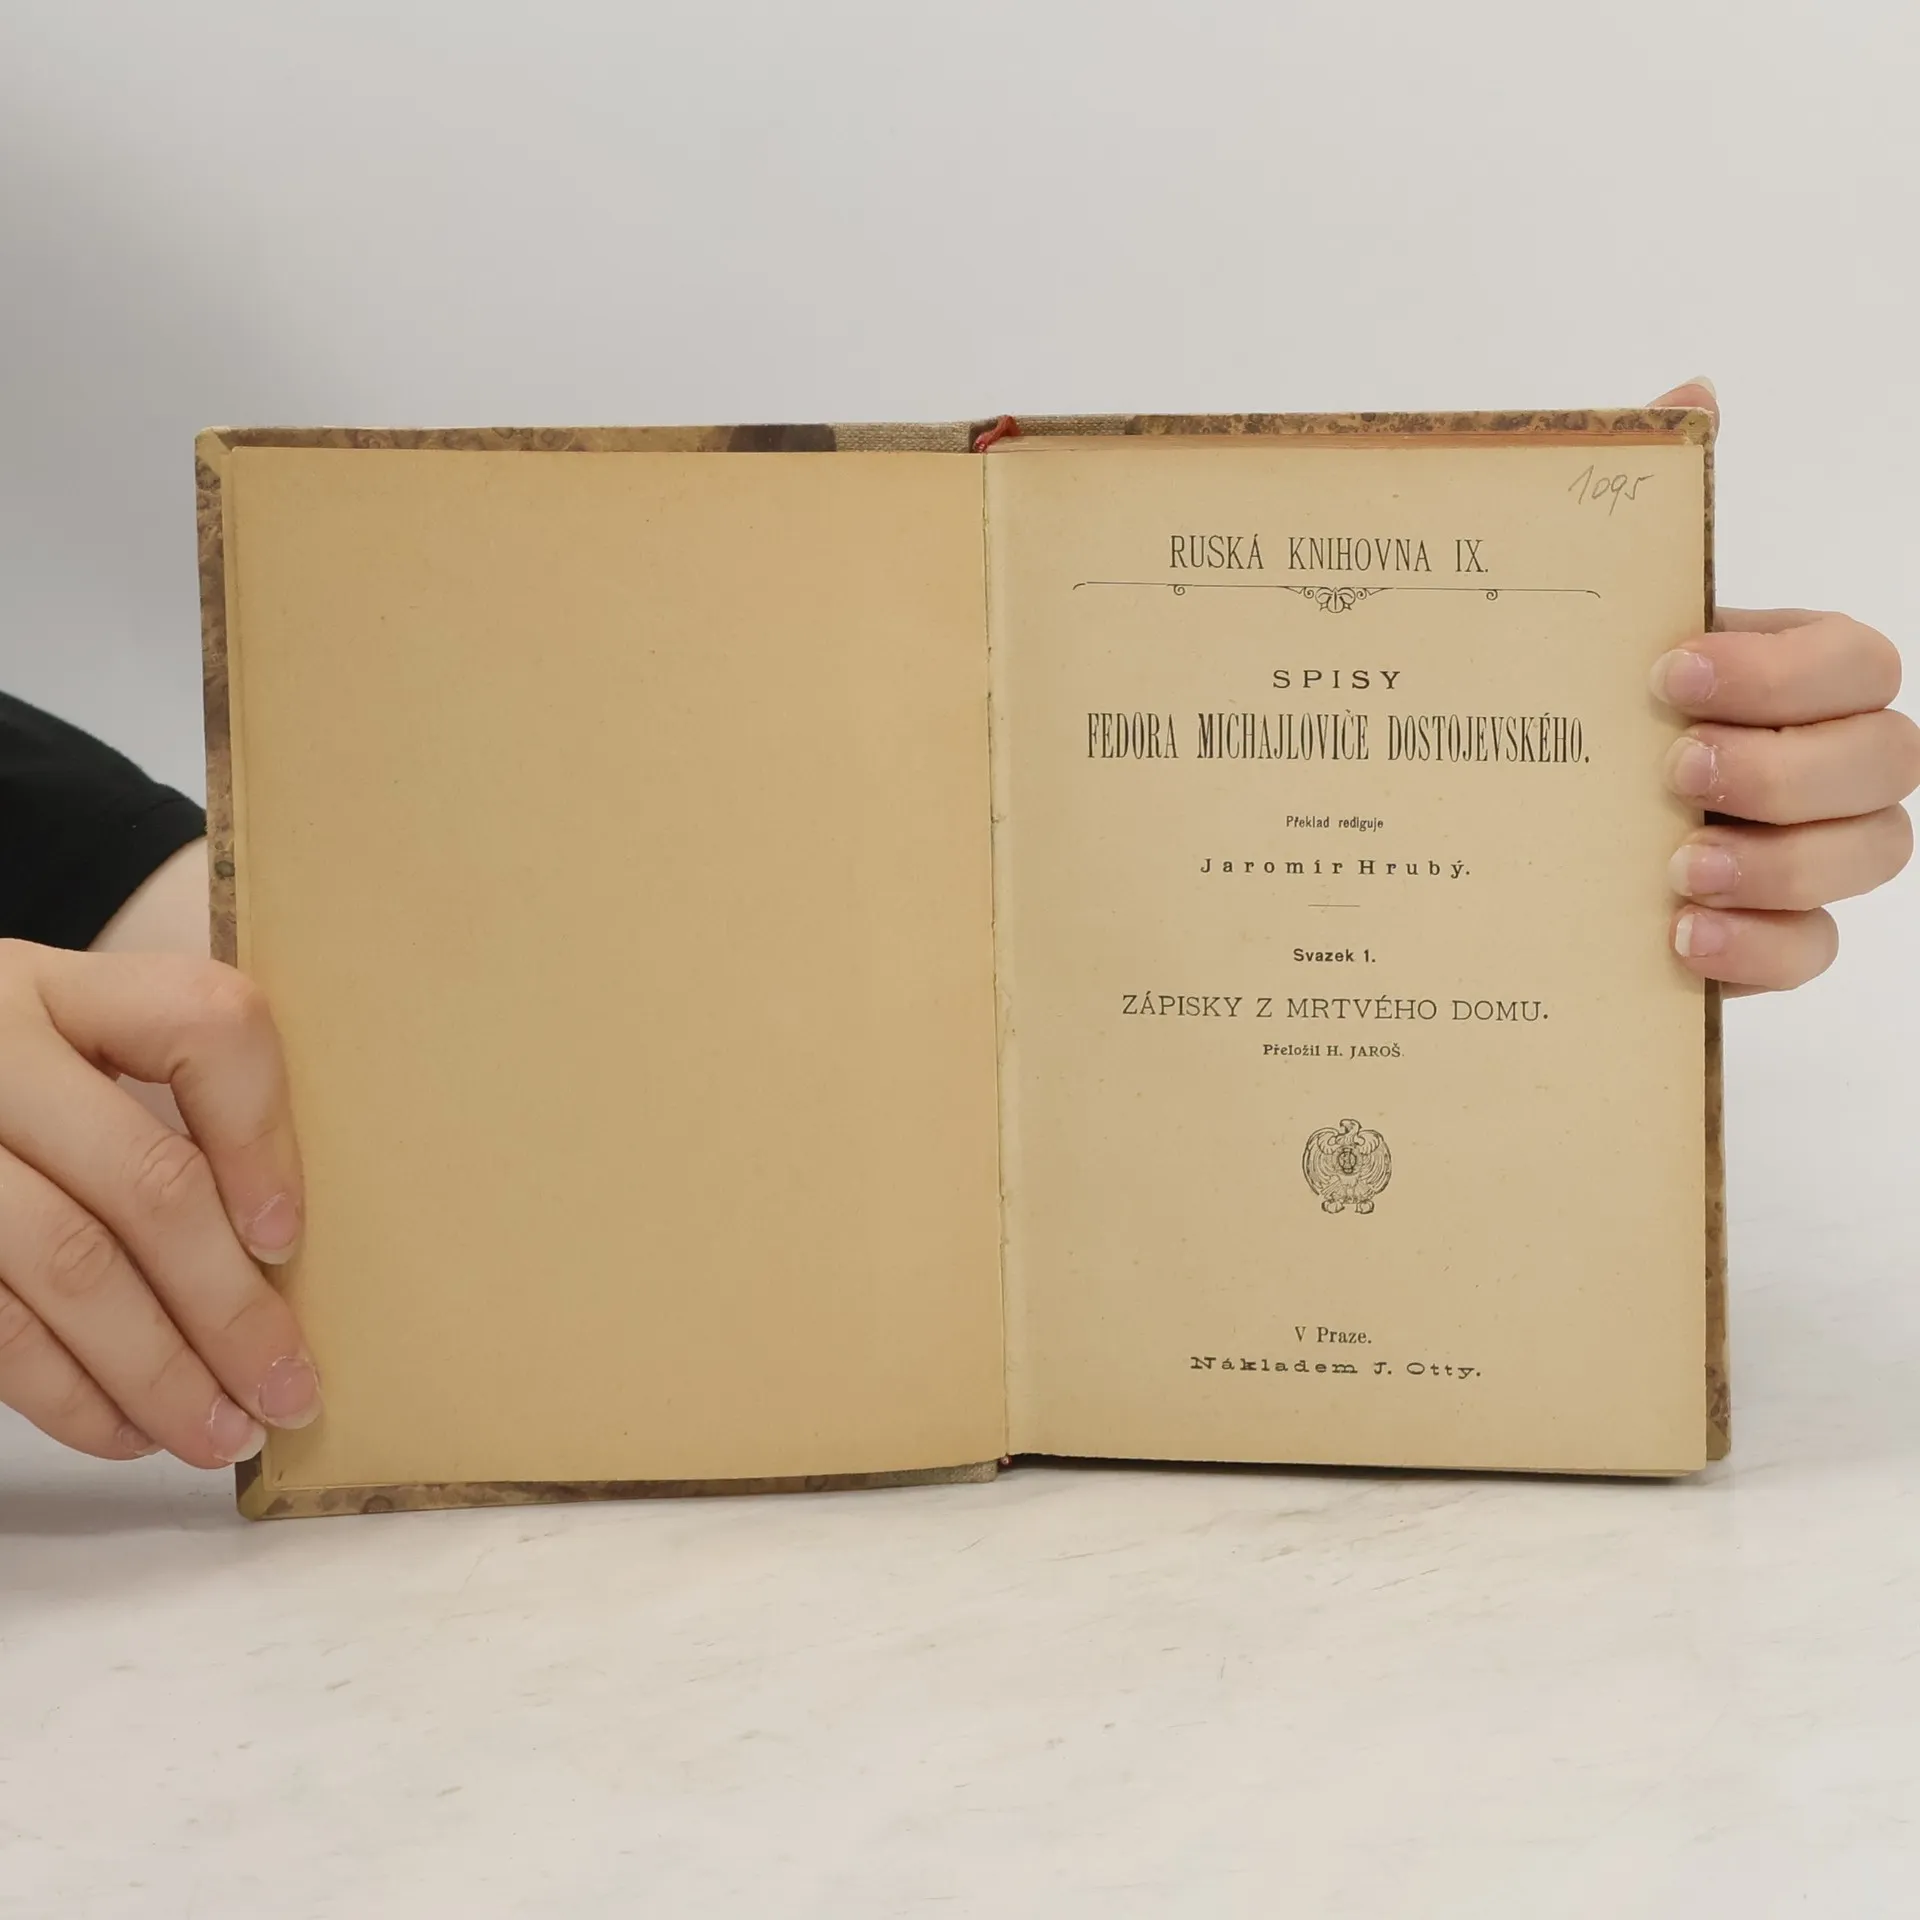 1095
RUSKÁ KNIHOVNA IX.
SPISY
FEDORA MICHAJLOVIČE DOSTOJEVSKÉHO.
Překlad rediguje
Jaromír Hrubý.
Svazek 1.
ZÁPISKY Z MRTVÉHO DOMU.
Přeložil H. JAROŠ.
V Praze.
Nákladem J. Otty.